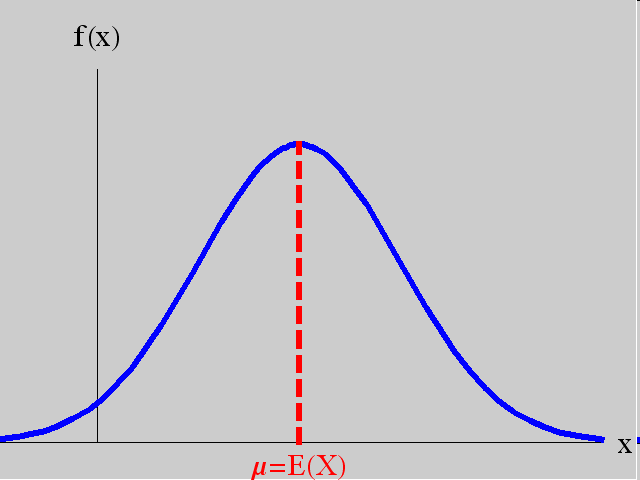 f(x)
x
μ=E(X)